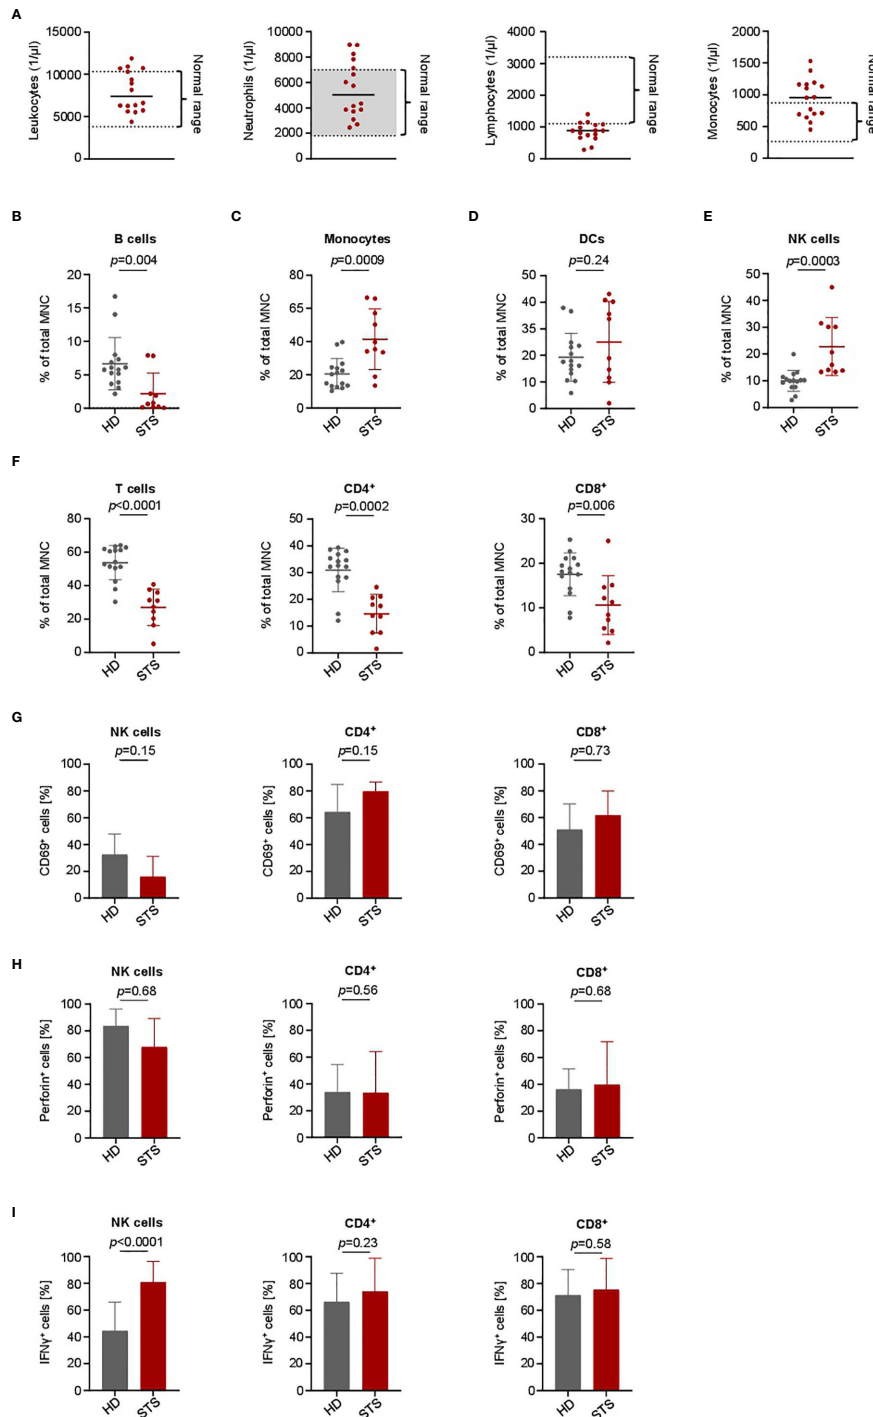 A
Leukocytes (1/µl)
15000
10000
5000
0
Normal range
Neutrophils (1/µl)
10000
8000
6000
4000
2000
0
Normal range
Lymphocytes (1/µl)
4000
3000
2000
1000
0
Normal range
Monocytes (1/µl)
2000
1500
1000
500
0
Normal range
B
B cells
p=0.004
% of total MNC
20
15
10
5
0
HD
STS
C
Monocytes
p=0.0009
% of total MNC
80
65
40
20
0
HD
STS
D
DCs
p=0.24
% of total MNC
50
35
20
10
0
HD
STS
E
NK cells
p=0.0003
% of total MNC
50
40
30
20
10
0
HD
STS
F
T cells
p<0.0001
% of total MNC
80
60
40
20
0
HD
STS
CD4⁺
p=0.0002
% of total MNC
50
40
30
20
10
0
HD
STS
CD8⁺
p=0.006
% of total MNC
30
20
10
0
HD
STS
G
NK cells
p=0.15
CD69⁺ cells [%]
100
80
60
40
20
0
HD
STS
CD4⁺
p=0.15
CD69⁺ cells [%]
100
80
60
40
20
0
HD
STS
CD8⁺
p=0.73
CD69⁺ cells [%]
100
80
60
40
20
0
HD
STS
H
NK cells
p=0.68
Perforin⁺ cells [%]
100
80
60
40
20
0
HD
STS
CD4⁺
p=0.56
Perforin⁺ cells [%]
100
80
60
40
20
0
HD
STS
CD8⁺
p=0.68
Perforin⁺ cells [%]
100
80
60
40
20
0
HD
STS
I
NK cells
p<0.0001
IFNγ⁺ cells [%]
100
80
60
40
20
0
HD
STS
CD4⁺
p=0.23
IFNγ⁺ cells [%]
100
80
60
40
20
0
HD
STS
CD8⁺
p=0.58
IFNγ⁺ cells [%]
100
80
60
40
20
0
HD
STS